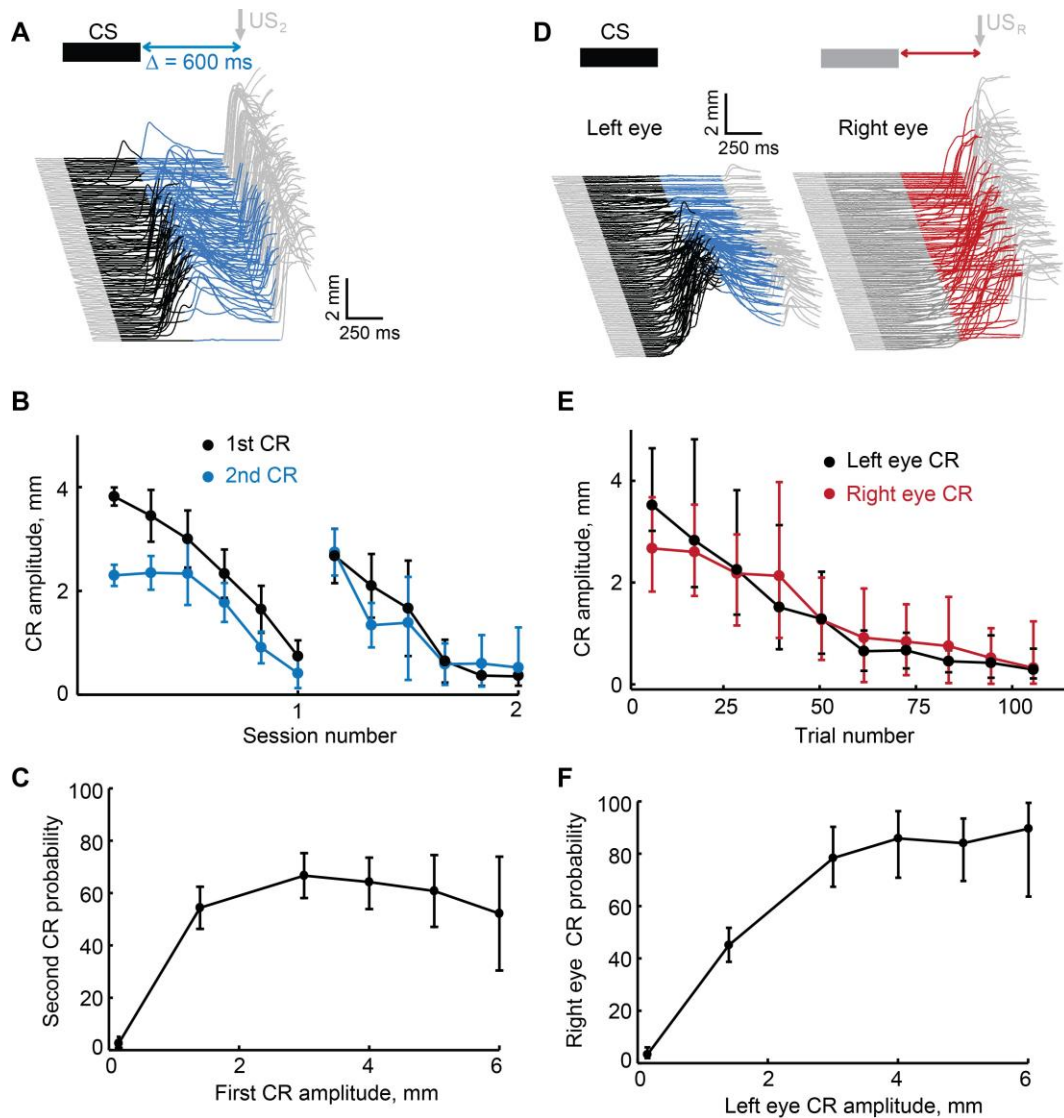 A
CS
US2
Δ = 600 ms
2 mm
250 ms
B
1st CR
2nd CR
CR amplitude, mm
4
2
0
1
2
Session number
C
Second CR probability
100
80
60
40
20
0
0
2
4
6
First CR amplitude, mm
D
CS
USR
Left eye
2 mm
250 ms
Right eye
E
Left eye CR
Right eye CR
CR amplitude, mm
4
2
0
0
25
50
75
100
Trial number
F
Right eye CR probability
100
80
60
40
20
0
0
2
4
6
Left eye CR amplitude, mm